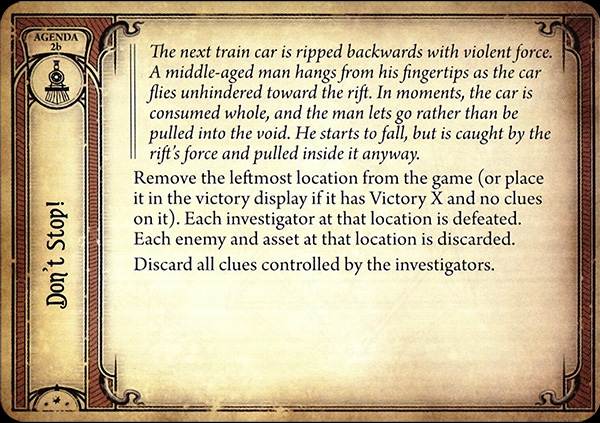 AGENDA
2b
Don't Stop!
The next train car is ripped backwards with violent force.
A middle-aged man hangs from his fingertips as the car
flies unhindered toward the rift. In moments, the car is
consumed whole, and the man lets go rather than be
pulled into the void. He starts to fall, but is caught by the
rift's force and pulled inside it anyway.
Remove the leftmost location from the game (or place
it in the victory display if it has Victory X and no clues
on it). Each investigator at that location is defeated.
Each enemy and asset at that location is discarded.
Discard all clues controlled by the investigators.